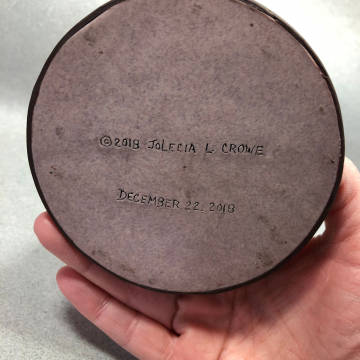 ©2018 JOLECIA L. CROWE
DECEMBER 22, 2018